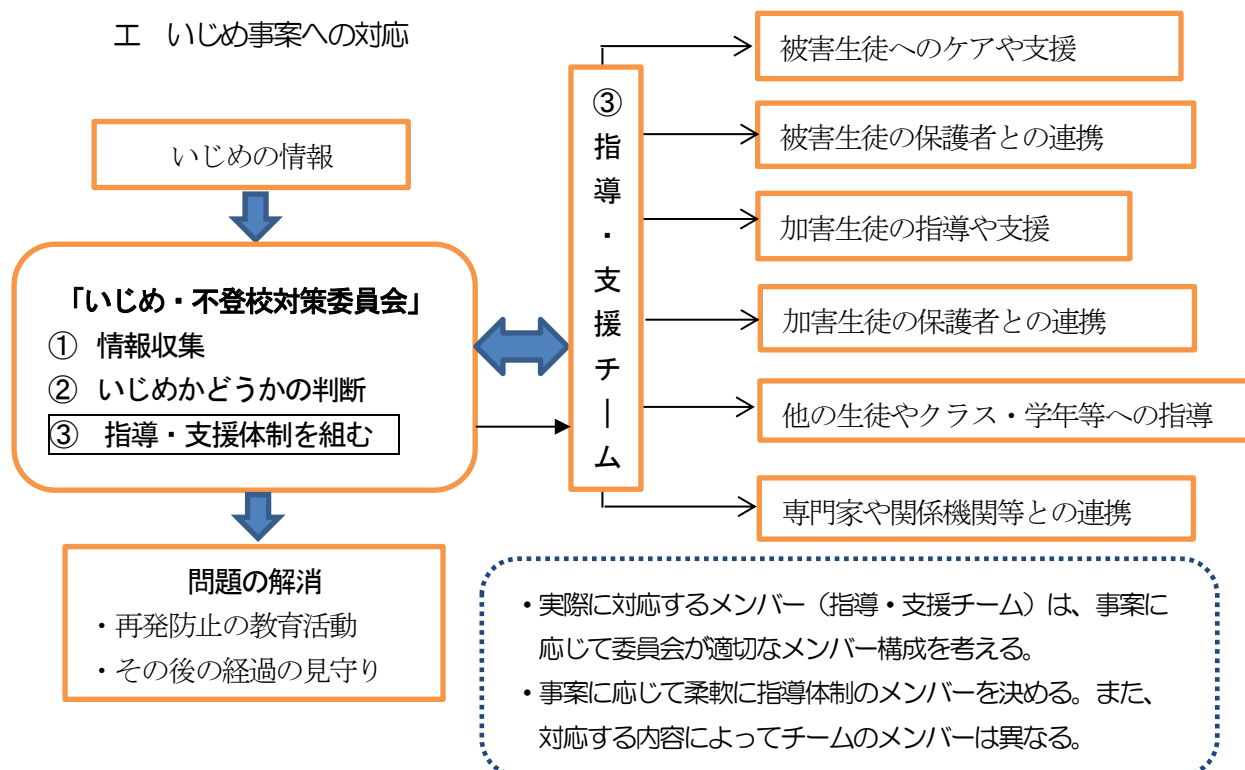 エ　いじめ事案への対応
いじめの情報
「いじめ・不登校対策委員会」
①　情報収集
②　いじめかどうかの判断
③　指導・支援体制を組む
問題の解消
・再発防止の教育活動
・その後の経過の見守り
③指導・支援チーム
被害生徒へのケアや支援
被害生徒の保護者との連携
加害生徒の指導や支援
加害生徒の保護者との連携
他の生徒やクラス・学年等への指導
専門家や関係機関等との連携
・実際に対応するメンバー（指導・支援チーム）は、事案に
応じて委員会が適切なメンバー構成を考える。
・事案に応じて柔軟に指導体制のメンバーを決める。また、
対応する内容によってチームのメンバーは異なる。